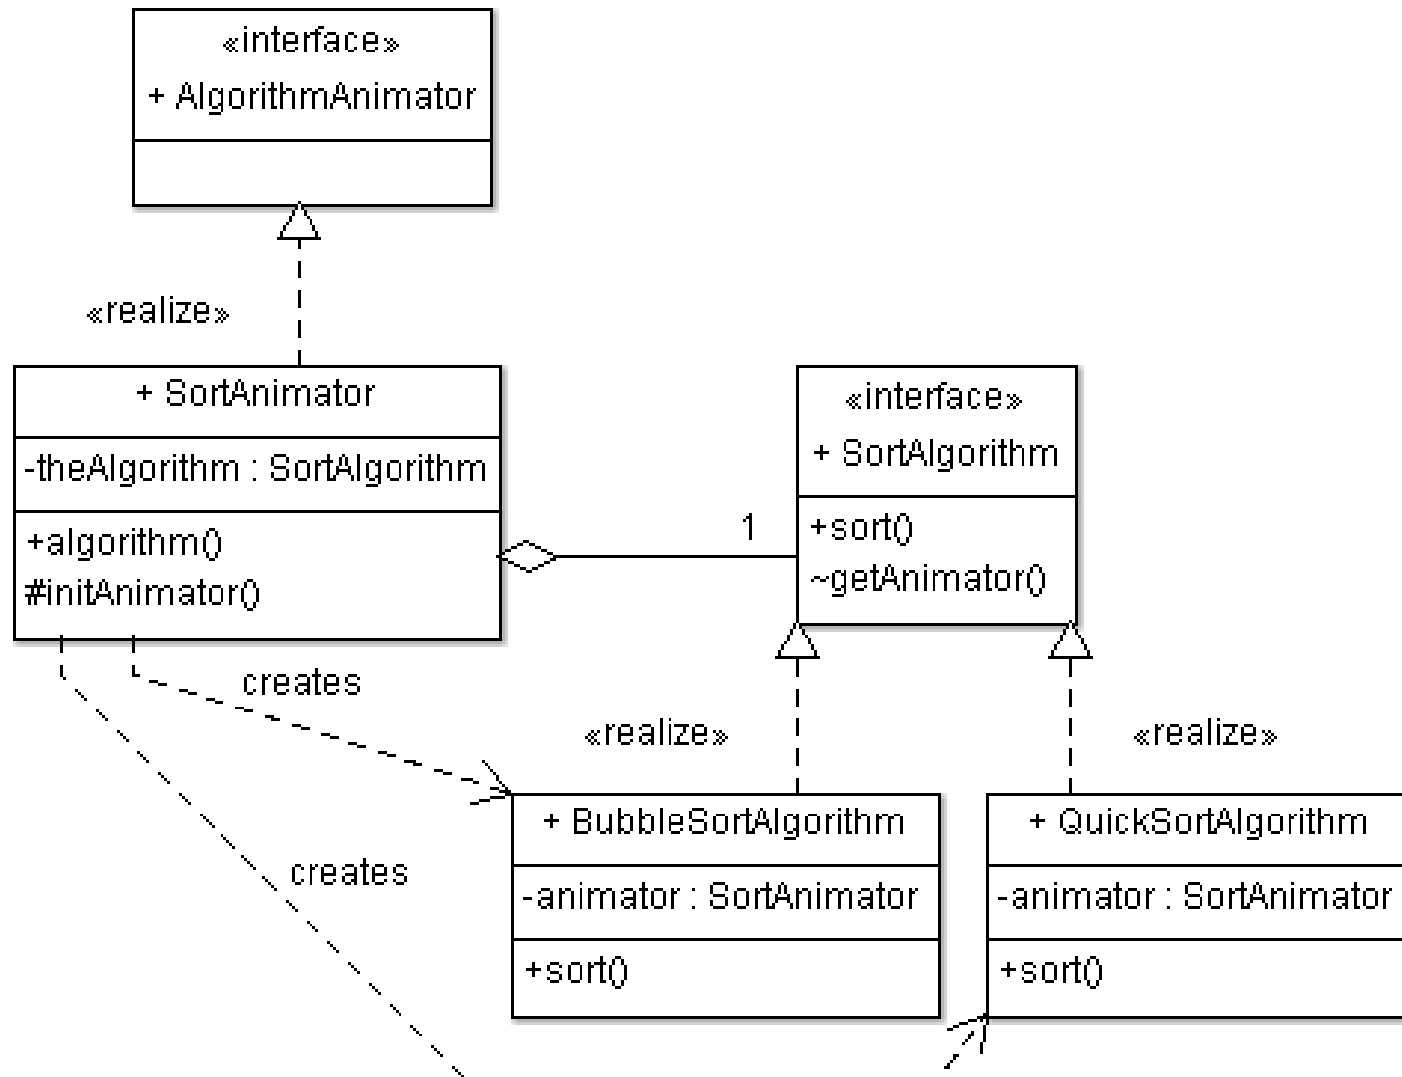 «interface»
+ AlgorithmAnimator
«realize»
+ SortAnimator
-theAlgorithm : SortAlgorithm
+algorithm()
#initAnimator()
1
«interface»
+ SortAlgorithm
+sort()
~getAnimator()
creates
creates
«realize»
«realize»
+ BubbleSortAlgorithm
-animator : SortAnimator
+sort()
+ QuickSortAlgorithm
-animator : SortAnimator
+sort()